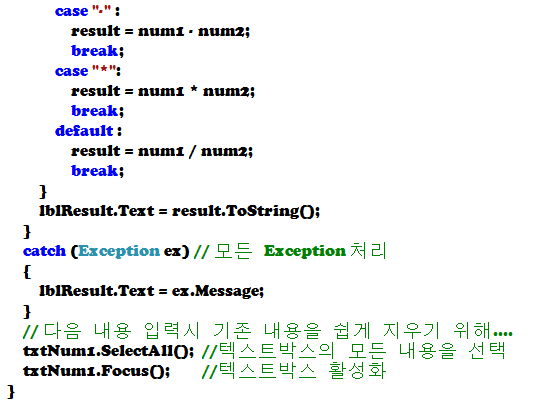 case "-" :
result = num1 - num2;
break;
case "*":
result = num1 * num2;
break;
default :
result = num1 / num2;
break;
}
lblResult.Text = result.ToString();
}
catch (Exception ex) // 모든 Exception 처리
{
lblResult.Text = ex.Message;
}
// 다음 내용 입력시 기존 내용을 쉽게 지우기 위해....
txtNum1.SelectAll(); //텍스트박스의 모든 내용을 선택
txtNum1.Focus(); //텍스트박스 활성화
}